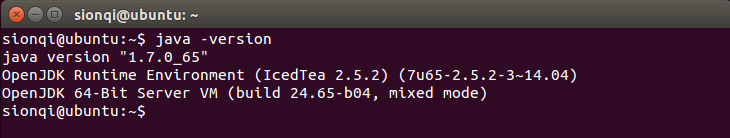 sionqi@ubuntu: ~
sionqi@ubuntu:~$ java -version
java version "1.7.0_65"
OpenJDK Runtime Environment (IcedTea 2.5.2) (7u65-2.5.2-3~14.04)
OpenJDK 64-Bit Server VM (build 24.65-b04, mixed mode)
sionqi@ubuntu:~$